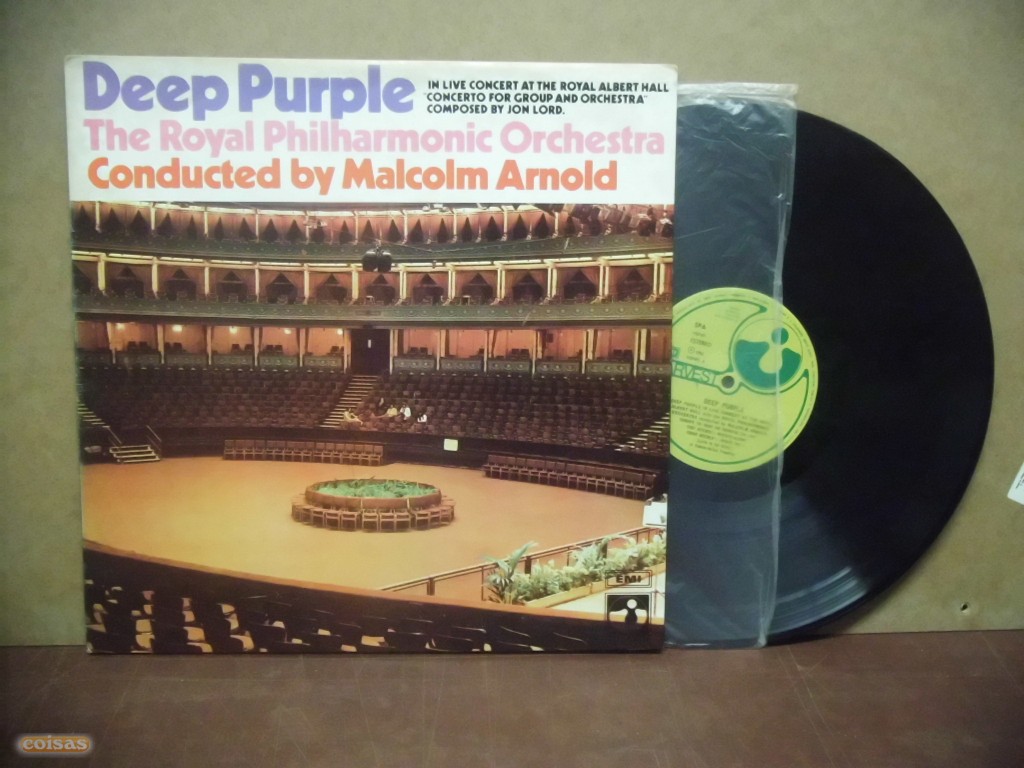 Deep Purple
IN LIVE CONCERT AT THE ROYAL ALBERT HALL
"CONCERTO FOR GROUP AND ORCHESTRA"
COMPOSED BY JON LORD.
The Royal Philharmonic Orchestra
Conducted by Malcolm Arnold
EMI
DEEP PURPLE
coisas